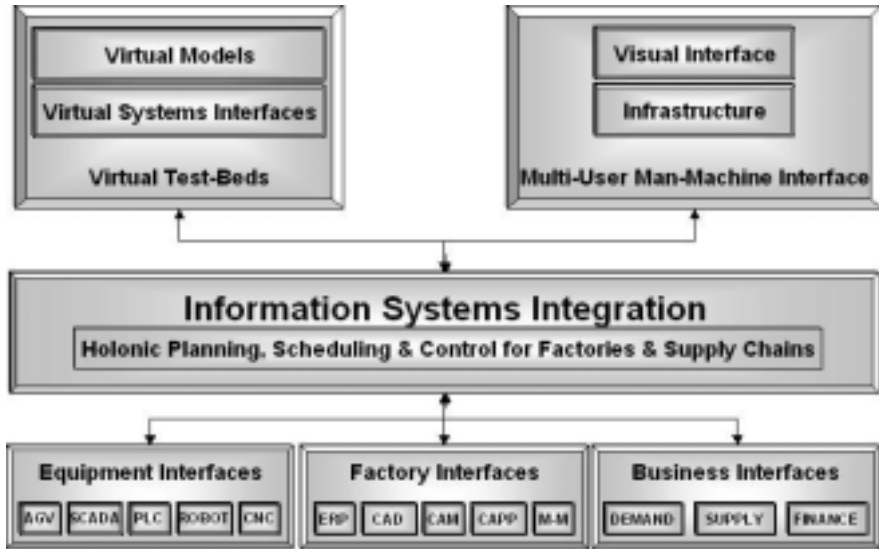 Virtual Models
Virtual Systems Interfaces
Virtual Test-Beds
Visual Interface
Infrastructure
Multi-User Man-Machine Interface
Information Systems Integration
Holonic Planning, Scheduling & Control for Factories & Supply Chains
Equipment Interfaces
AGV SCADA PLC ROBOT CNC
Factory Interfaces
ERP CAD CAM CAPP M-M
Business Interfaces
DEMAND SUPPLY FINANCE